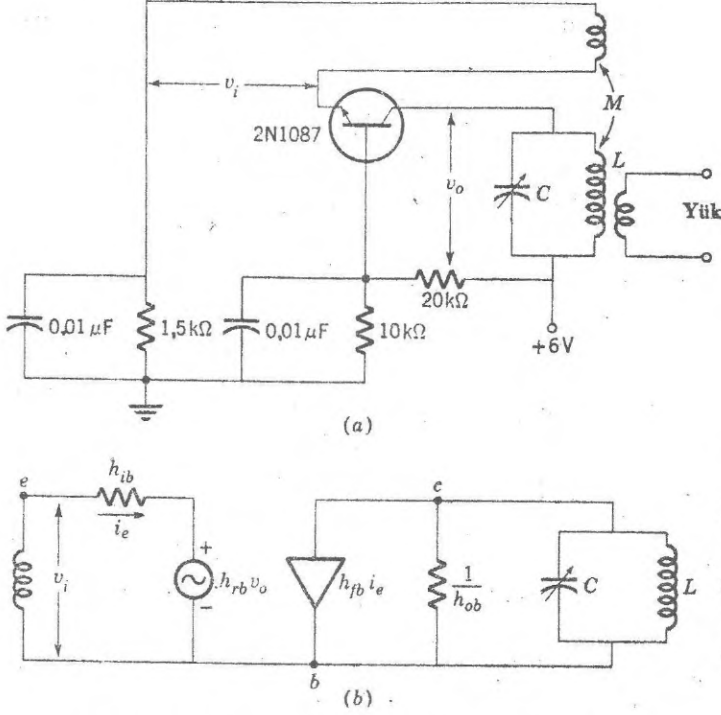 v_i
2N1087
M
v_o
C
L
Yük
0,01 μF
1,5 kΩ
0,01 μF
10 kΩ
20 kΩ
+6V
(a)
e
h_ib
i_e
v_i
+
h_rb v_o
−
h_fb i_e
c
1
h_ob
C
L
b
(b)